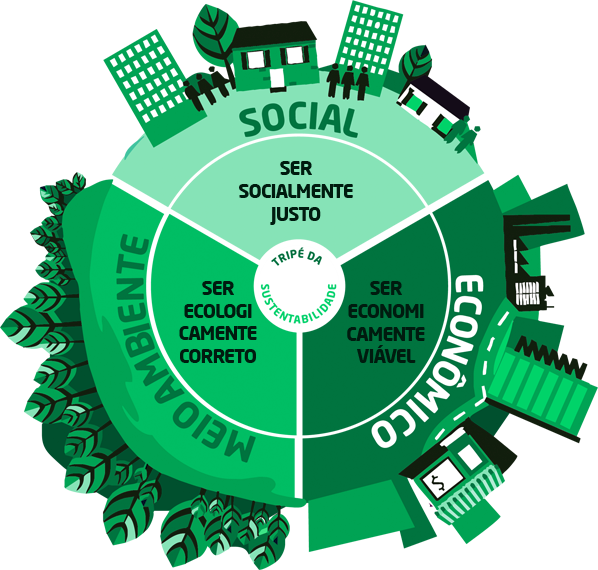 SOCIAL
SER
SOCIALMENTE
JUSTO
TRIPÉ DA
SUSTENTABILIDADE
MEIO AMBIENTE
SER
ECOLOGI
CAMENTE
CORRETO
ECONÔMICO
SER
ECONOMI
CAMENTE
VIÁVEL
$